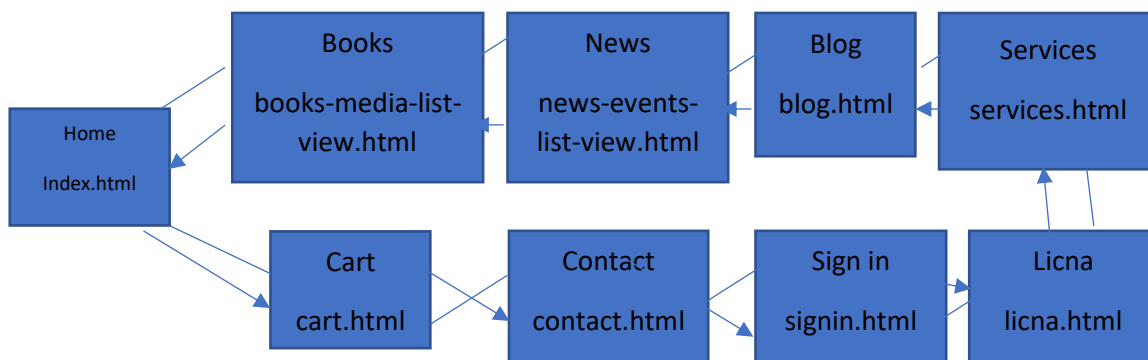 Home
Index.html
Books
books-media-list-
view.html
News
news-events-
list-view.html
Blog
blog.html
Services
services.html
Cart
cart.html
Contact
contact.html
Sign in
signin.html
Licna
licna.html